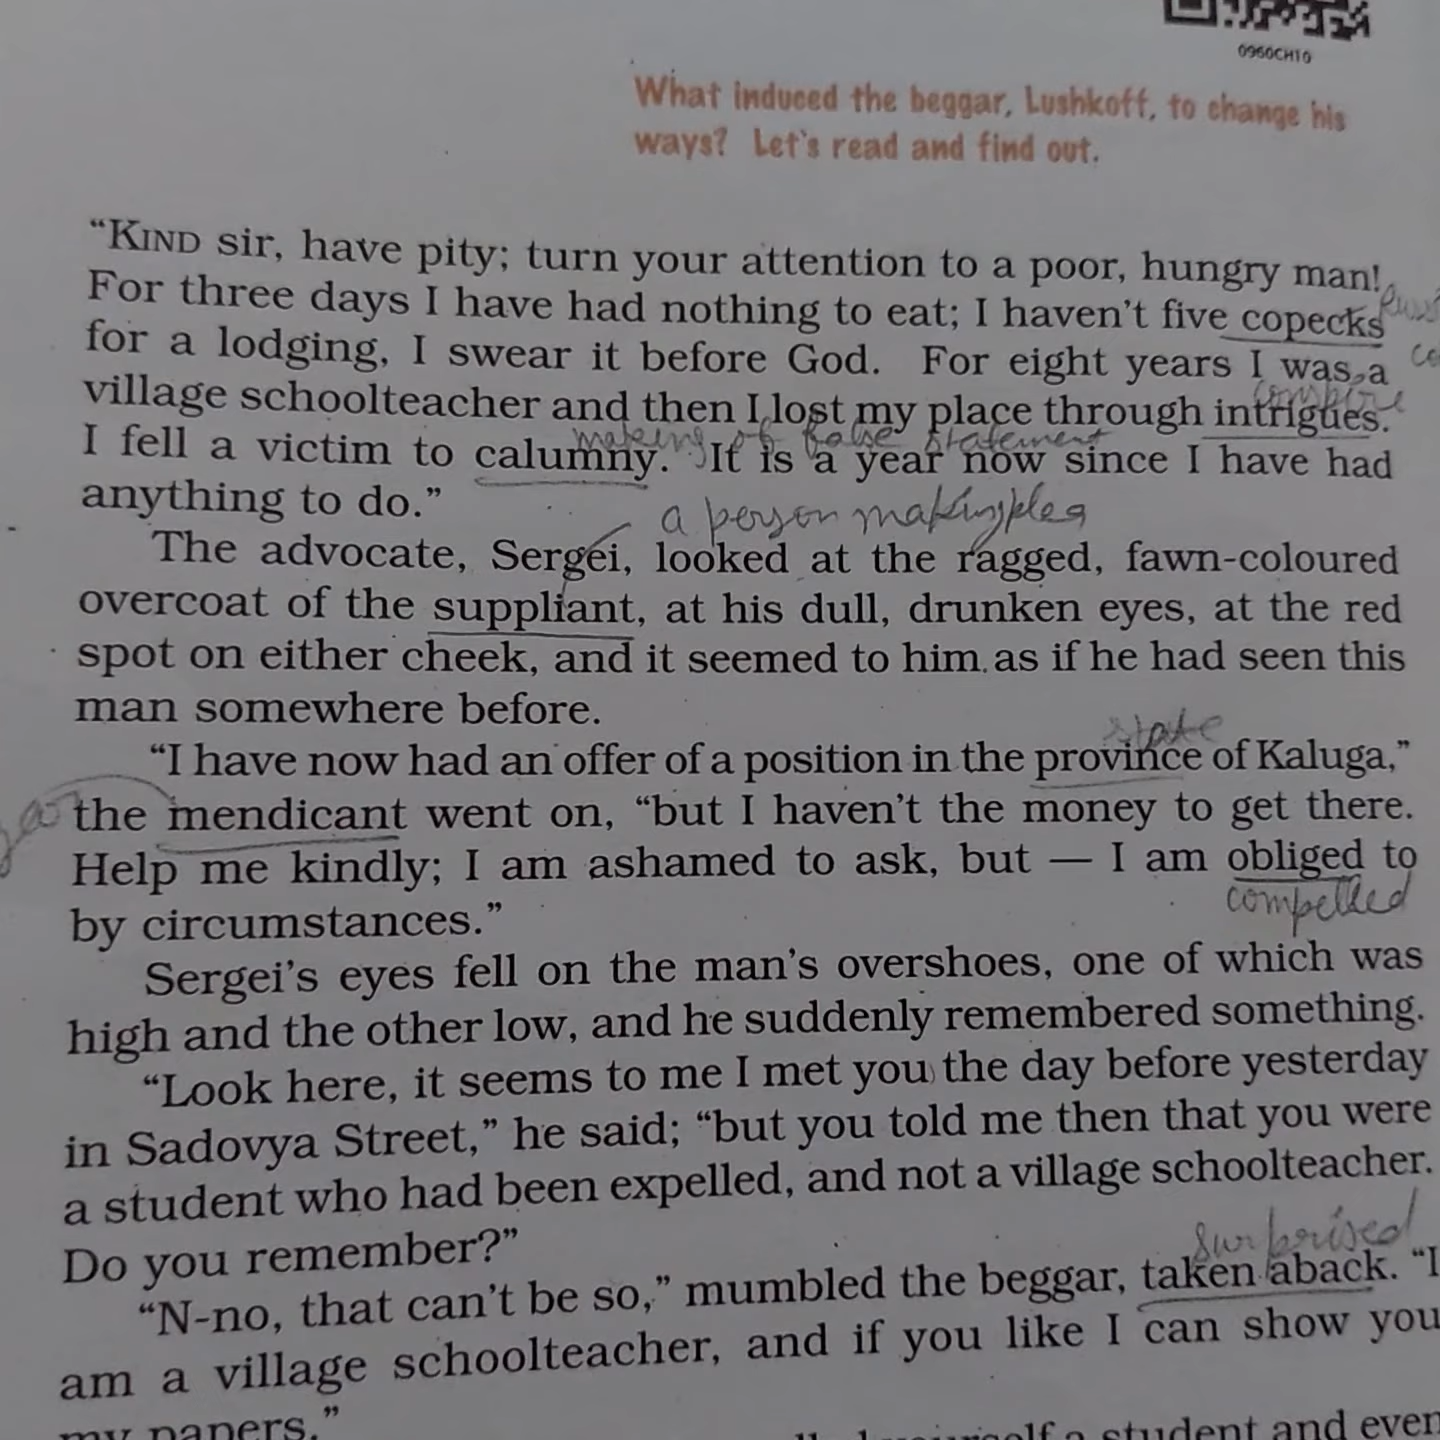 0960CH10
What induced the beggar, Lushkoff, to change his
ways? Let's read and find out.
“KIND sir, have pity; turn your attention to a poor, hungry man!
For three days I have had nothing to eat; I haven’t five copecks
for a lodging, I swear it before God. For eight years I was a
village schoolteacher and then I lost my place through intrigues.
making of false statement
I fell a victim to calumny. It is a year now since I have had
anything to do.”
a person making plea
The advocate, Sergei, looked at the ragged, fawn-coloured
overcoat of the suppliant, at his dull, drunken eyes, at the red
spot on either cheek, and it seemed to him as if he had seen this
man somewhere before.
state
“I have now had an offer of a position in the province of Kaluga,”
the mendicant went on, “but I haven’t the money to get there.
Help me kindly; I am ashamed to ask, but — I am obliged to
compelled
by circumstances.”
Sergei’s eyes fell on the man’s overshoes, one of which was
high and the other low, and he suddenly remembered something.
“Look here, it seems to me I met you the day before yesterday
in Sadovya Street,” he said; “but you told me then that you were
a student who had been expelled, and not a village schoolteacher.
Do you remember?”
surprised
“N-no, that can’t be so,” mumbled the beggar, taken aback. “I
am a village schoolteacher, and if you like I can show you
my papers.”
a student and even